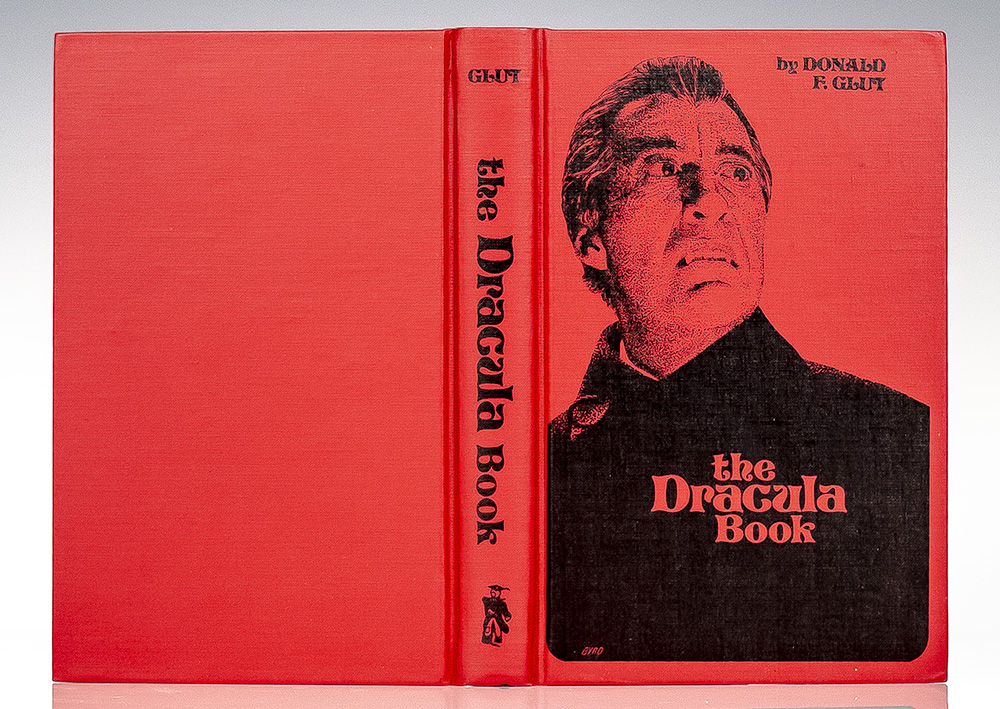 GLUT
the Dracula Book
by DONALD
F. GLUT
the
Dracula
Book